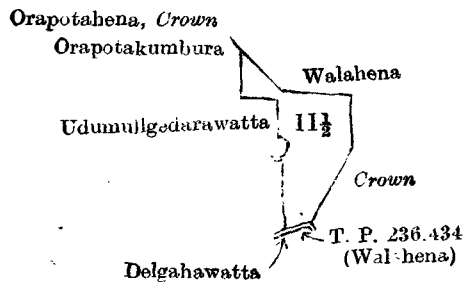 Orapotahena, Crown
Orapotakumbura
Walahena
Udumullgedarawatta
11½
Crown
T. P. 236.434
(Walahena)
Delgahawatta